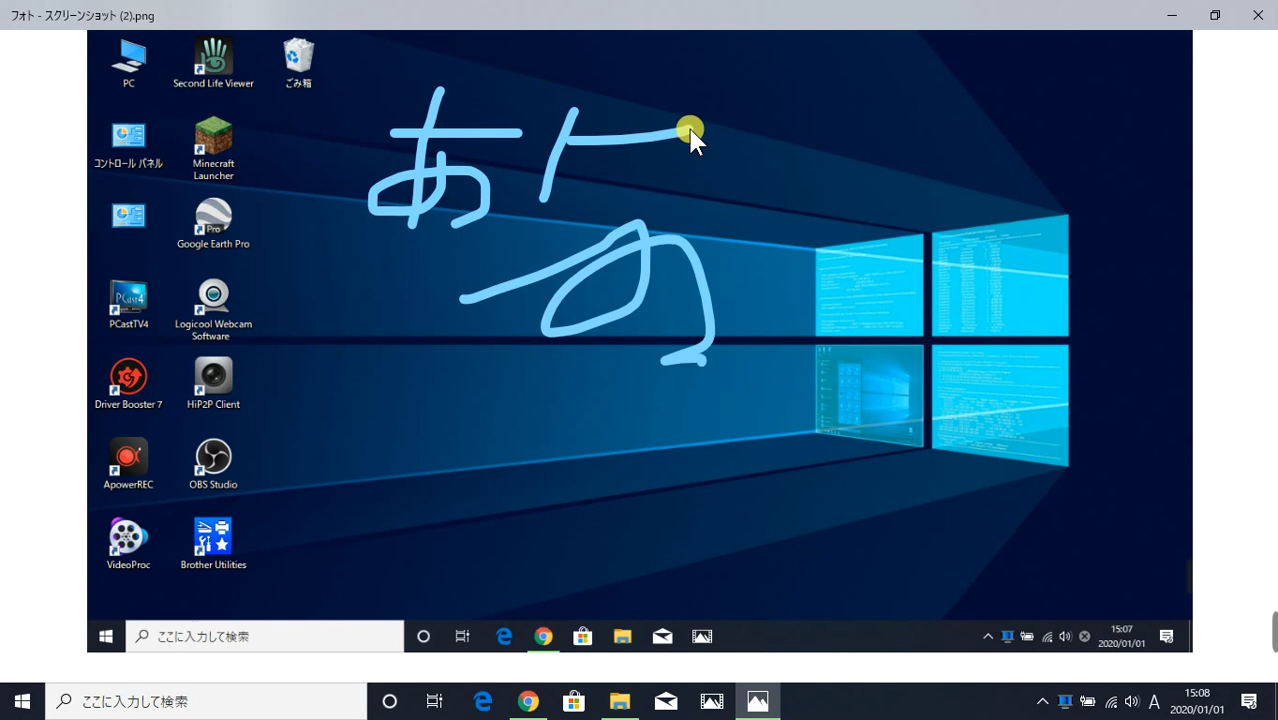 フォト - スクリーンショット (2).png
PC
Second Life Viewer
ごみ箱
コントロール パネル
Minecraft
Launcher
Pro
Google Earth Pro
PCast4
PCastTV4
Logicool Webcam
Software
Driver Booster 7
HiP2P Client
ApowerREC
OBS Studio
VideoProc
Brother Utilities
あ
ここに入力して検索
15:07
2020/01/01
ここに入力して検索
A
15:08
2020/01/01